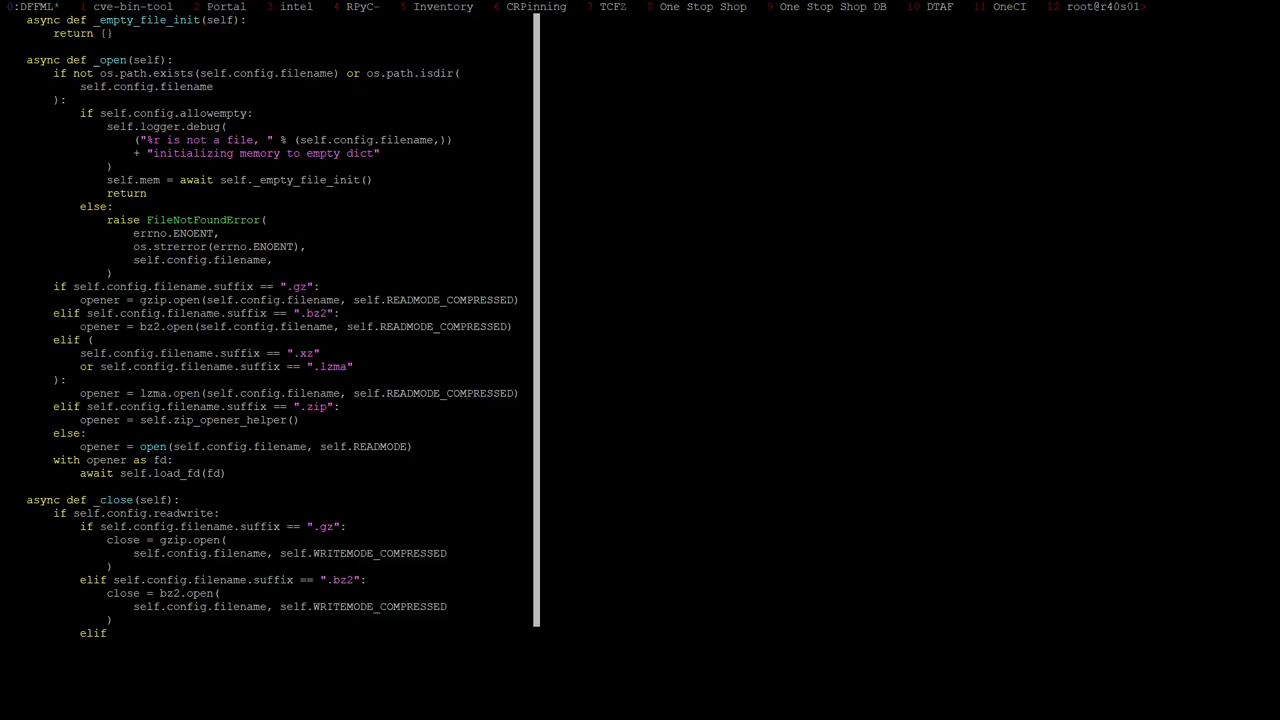 0:DFFML* 1 cve-bin-tool 2 Portal 3 intel 4 RPyC- 5 Inventory 6 CRPinning 7 TCFZ 8 One Stop Shop 9 One Stop Shop DB 10 DTAF 11 OneCI 12 root@r40s01>
async def _empty_file_init(self):
return {}
async def _open(self):
if not os.path.exists(self.config.filename) or os.path.isdir(
self.config.filename
):
if self.config.allowempty:
self.logger.debug(
("%r is not a file, " % (self.config.filename,))
+ "initializing memory to empty dict"
)
self.mem = await self._empty_file_init()
return
else:
raise FileNotFoundError(
errno.ENOENT,
os.strerror(errno.ENOENT),
self.config.filename,
)
if self.config.filename.suffix == ".gz":
opener = gzip.open(self.config.filename, self.READMODE_COMPRESSED)
elif self.config.filename.suffix == ".bz2":
opener = bz2.open(self.config.filename, self.READMODE_COMPRESSED)
elif (
self.config.filename.suffix == ".xz"
or self.config.filename.suffix == ".lzma"
):
opener = lzma.open(self.config.filename, self.READMODE_COMPRESSED)
elif self.config.filename.suffix == ".zip":
opener = self.zip_opener_helper()
else:
opener = open(self.config.filename, self.READMODE)
with opener as fd:
await self.load_fd(fd)
async def _close(self):
if self.config.readwrite:
if self.config.filename.suffix == ".gz":
close = gzip.open(
self.config.filename, self.WRITEMODE_COMPRESSED
)
elif self.config.filename.suffix == ".bz2":
close = bz2.open(
self.config.filename, self.WRITEMODE_COMPRESSED
)
elif